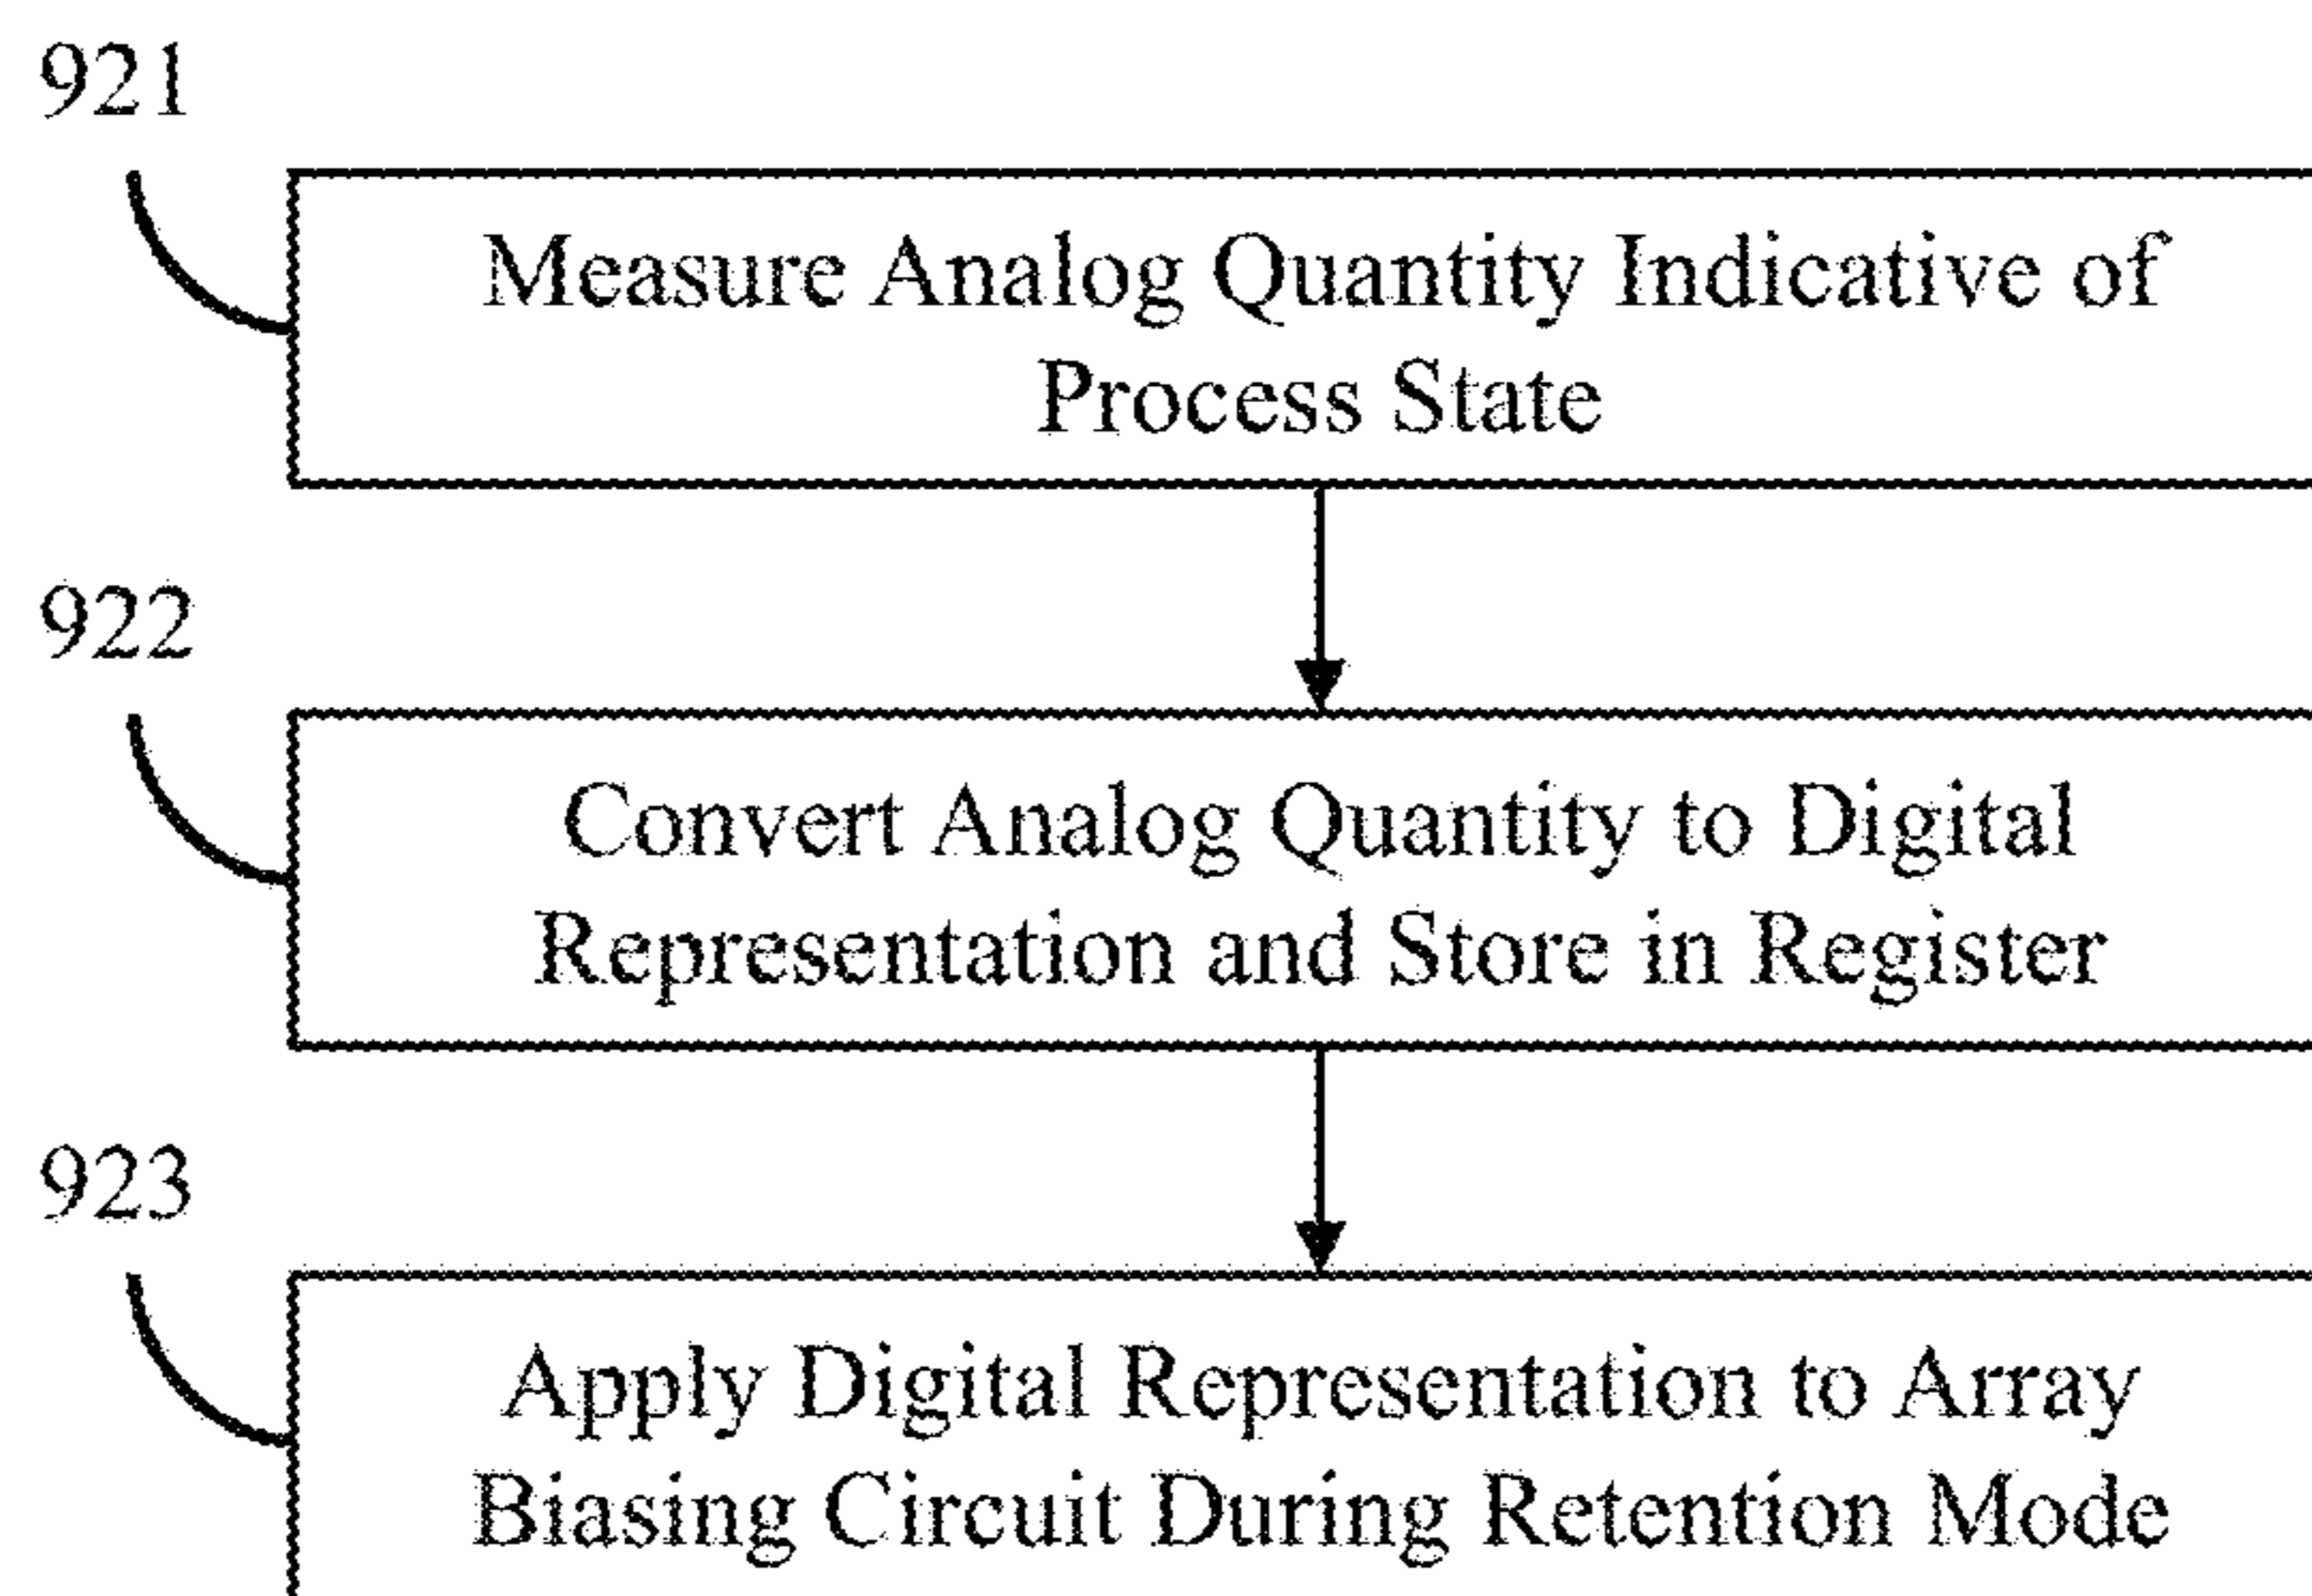 921
Measure Analog Quantity Indicative of
Process State
922
Convert Analog Quantity to Digital
Representation and Store in Register
923
Apply Digital Representation to Array
Biasing Circuit During Retention Mode